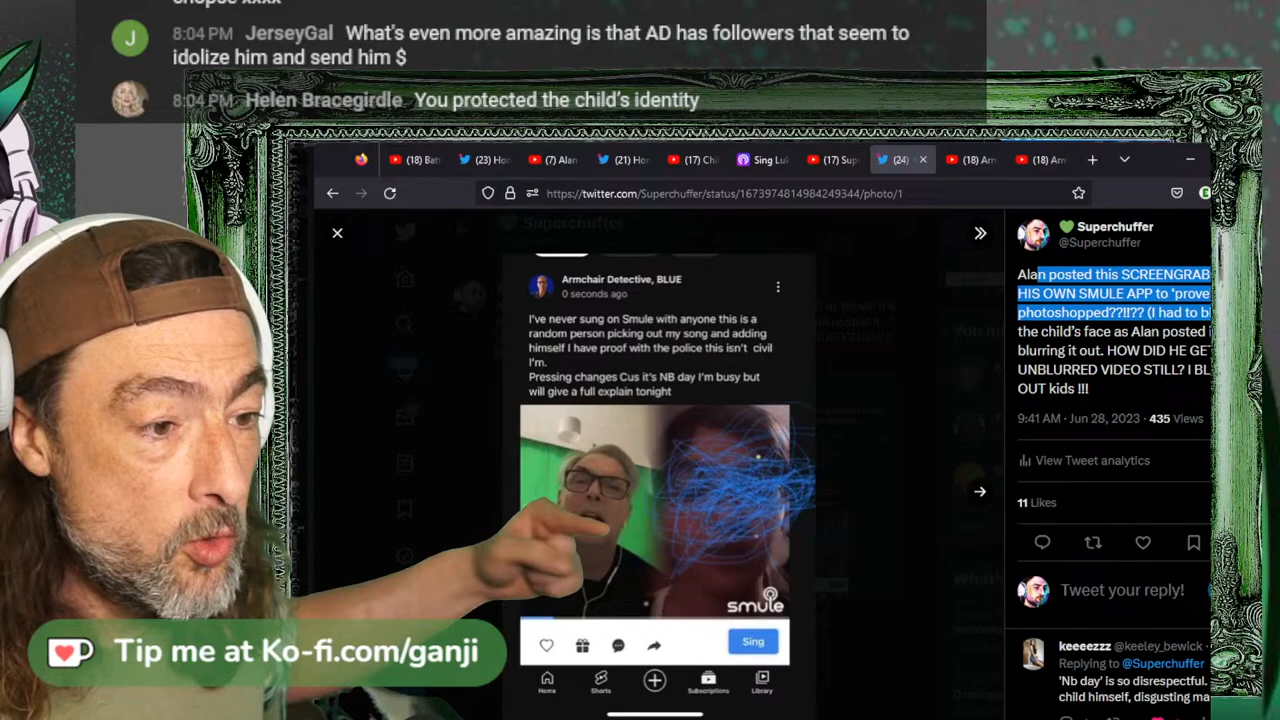 8:04 PM JerseyGal What's even more amazing is that AD has followers that seem to
idolize him and send him $
8:04 PM Helen Bracegirdle You protected the child's identity
(18) Bat
(23) Hor
(7) Alan
(21) Hor
(17) Chi
Sing Lu
(17) Sup
(24)
(18) Arm
(18) Arm
https://twitter.com/Superchuffer/status/1673974814984249344/photo/1
Superchuffer
Armchair Detective, BLUE
0 seconds ago
I've never sung on Smule with anyone this is a
random person picking out my song and adding
himself I have proof with the police this isn't civil
I'm.
Pressing changes Cus it's NB day I'm busy but
will give a full explain tonight
smule
Sing
Home
Shorts
Subscriptions
Library
Superchuffer
@Superchuffer
Alan posted this SCREENGRAB
HIS OWN SMULE APP to 'prove
photoshopped??!!?? (I had to bl
the child's face as Alan posted i
blurring it out. HOW DID HE GE
UNBLURRED VIDEO STILL? I BL
OUT kids !!!
9:41 AM · Jun 28, 2023 · 435 Views
View Tweet analytics
11 Likes
Tweet your reply!
keeeezzz @keeley_bewick
Replying to @Superchuffer
'Nb day' is so disrespectful.
child himself, disgusting ma
Tip me at Ko-fi.com/ganji